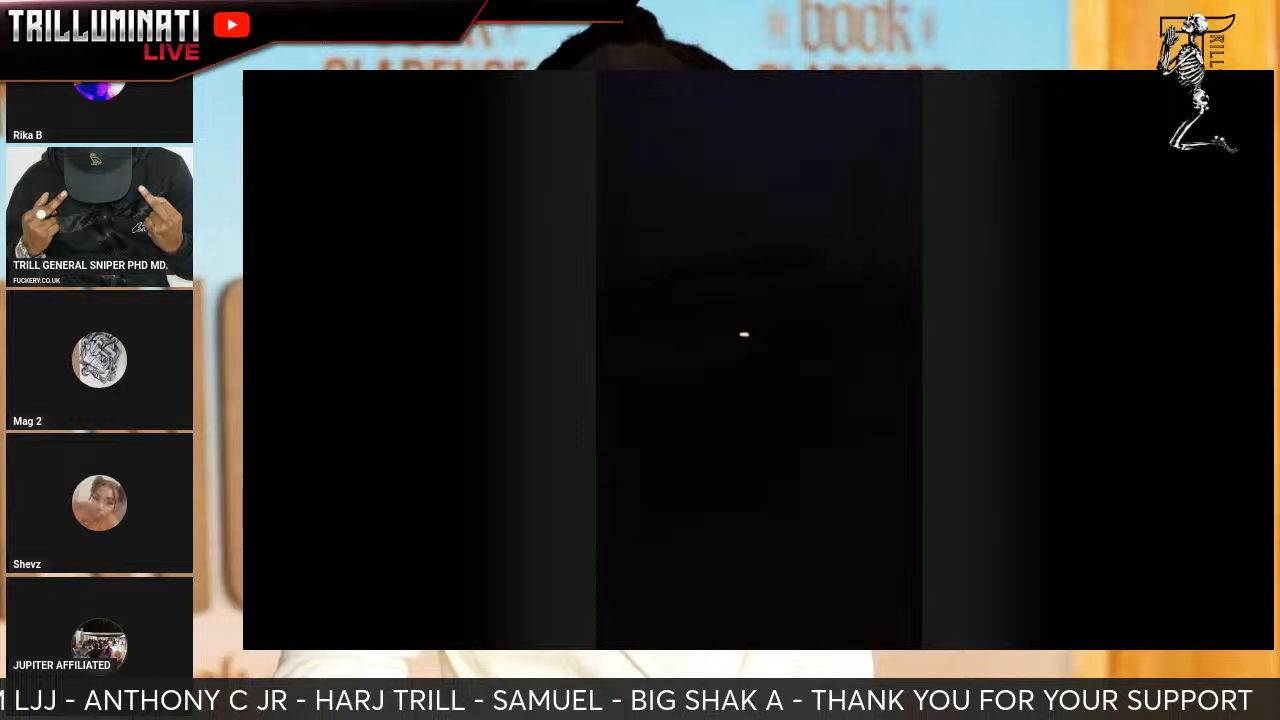 TRILLUMINATI
LIVE
book
Rika B
TRILL GENERAL SNIPER PHD MD.
FUCKERY.CO.UK
Mag 2
Shevz
JUPITER AFFILIATED
LJJ - ANTHONY C JR - HARJ TRILL - SAMUEL - BIG SHAK A - THANK YOU FOR YOUR SUPPORT